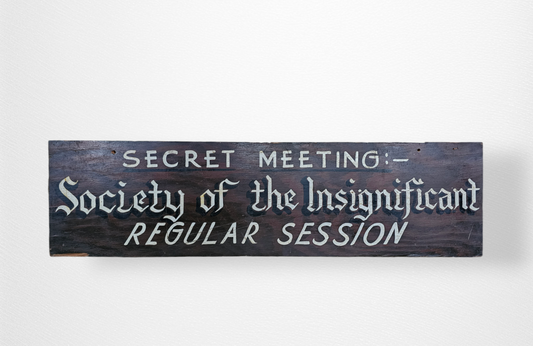 SECRET MEETING:-
Society of the Insignificant
REGULAR SESSION